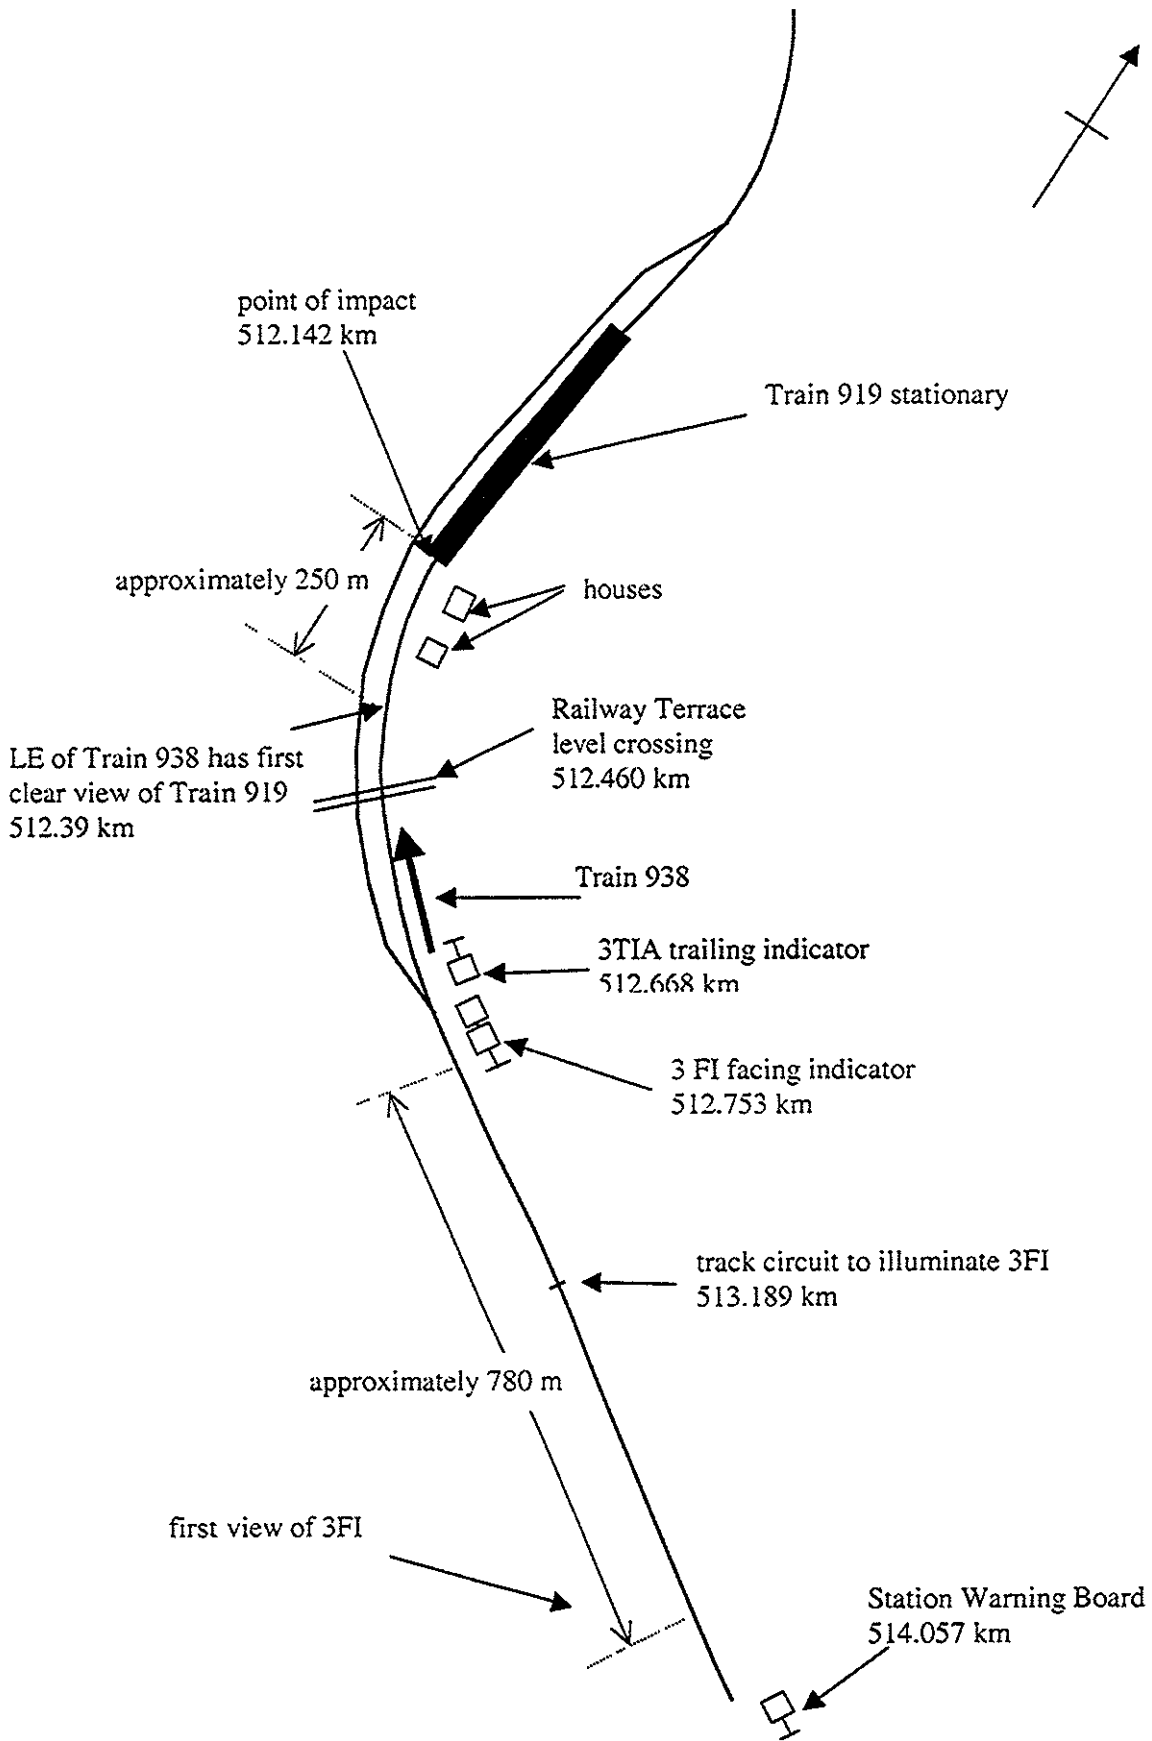 point of impact
512.142 km
Train 919 stationary
approximately 250 m
houses
Railway Terrace
level crossing
512.460 km
LE of Train 938 has first
clear view of Train 919
512.39 km
Train 938
3TIA trailing indicator
512.668 km
3 FI facing indicator
512.753 km
track circuit to illuminate 3FI
513.189 km
approximately 780 m
first view of 3FI
Station Warning Board
514.057 km